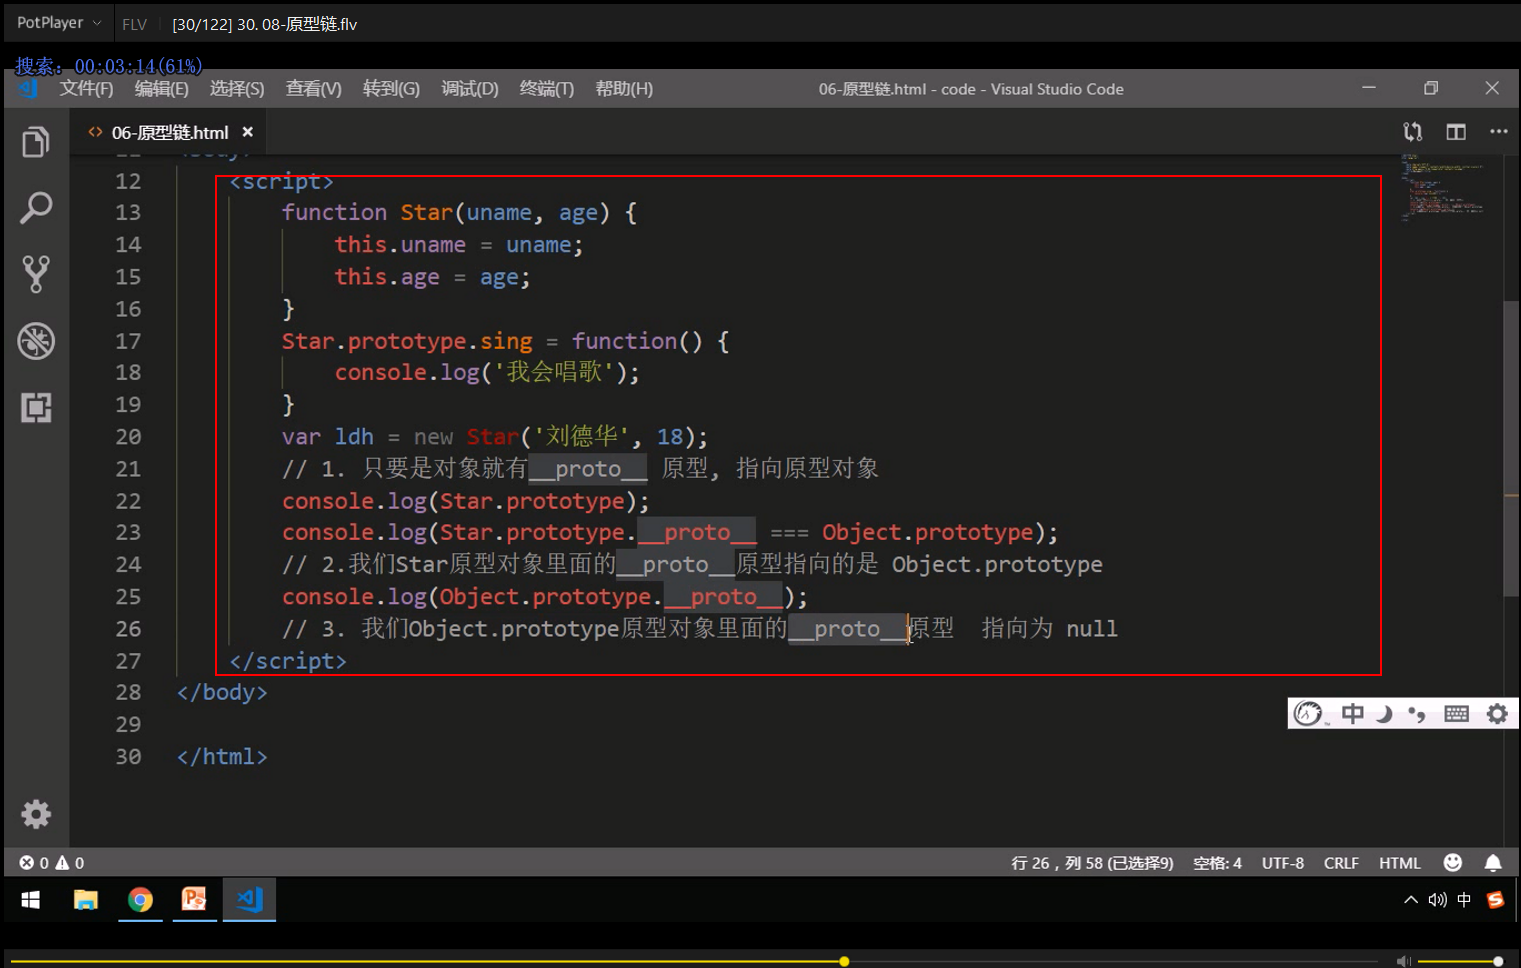 PotPlayer FLV [30/122] 30. 08-原型链.flv
搜索: 00:03:14(61%)
文件(F) 编辑(E) 选择(S) 查看(V) 转到(G) 调试(D) 终端(T) 帮助(H) 06-原型链.html - code - Visual Studio Code
<> 06-原型链.html ×
12 <script>
13 function Star(uname, age) {
14 this.uname = uname;
15 this.age = age;
16 }
17 Star.prototype.sing = function() {
18 console.log('我会唱歌');
19 }
20 var ldh = new Star('刘德华', 18);
21 // 1. 只要是对象就有__proto__ 原型, 指向原型对象
22 console.log(Star.prototype);
23 console.log(Star.prototype.__proto__ === Object.prototype);
24 // 2.我们Star原型对象里面的__proto__原型指向的是 Object.prototype
25 console.log(Object.prototype.__proto__);
26 // 3. 我们Object.prototype原型对象里面的__proto__原型  指向为 null
27 </script>
28 </body>
29
30 </html>
中
0 0 行 26，列 58 (已选择9) 空格: 4 UTF-8 CRLF HTML
中